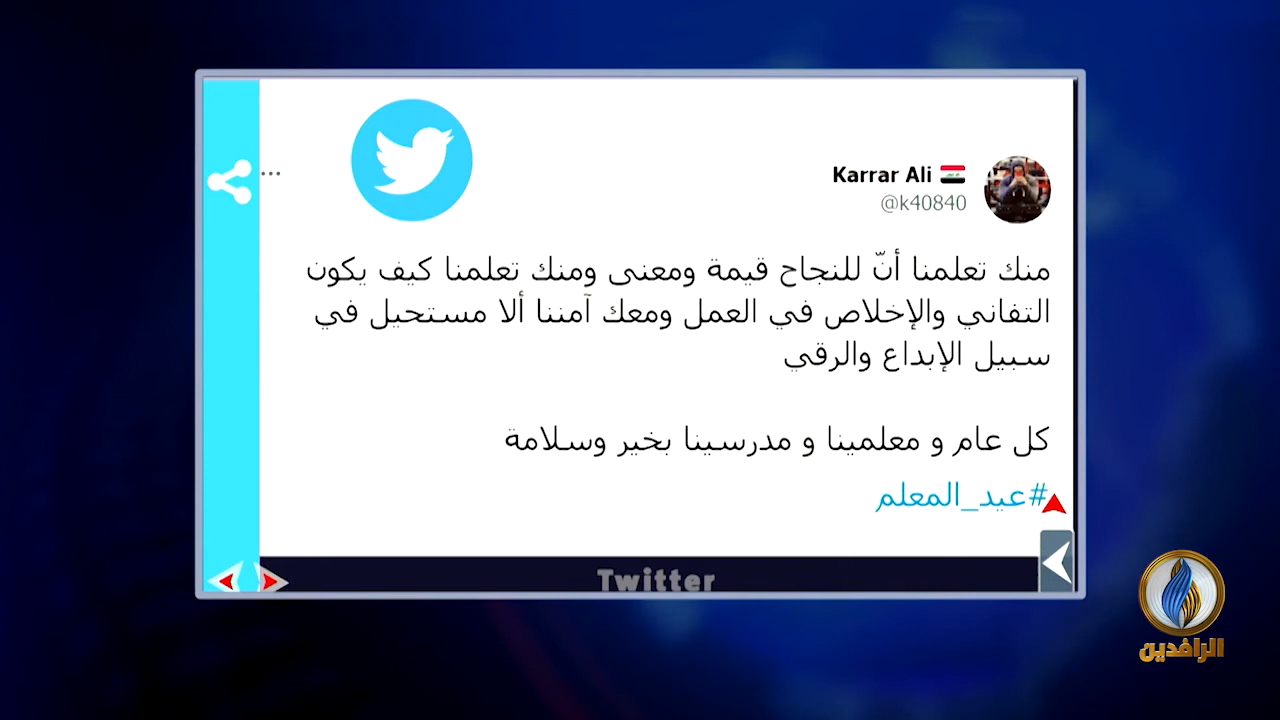 Karrar Ali
@k40840
منك تعلمنا أنّ للنجاح قيمة ومعنى ومنك تعلمنا كيف يكون
التفاني والإخلاص في العمل ومعك آمننا ألا مستحيل في
سبيل الإبداع والرقي
كل عام و معلمينا و مدرسينا بخير وسلامة
#عيد_المعلم
Twitter
الرافدين